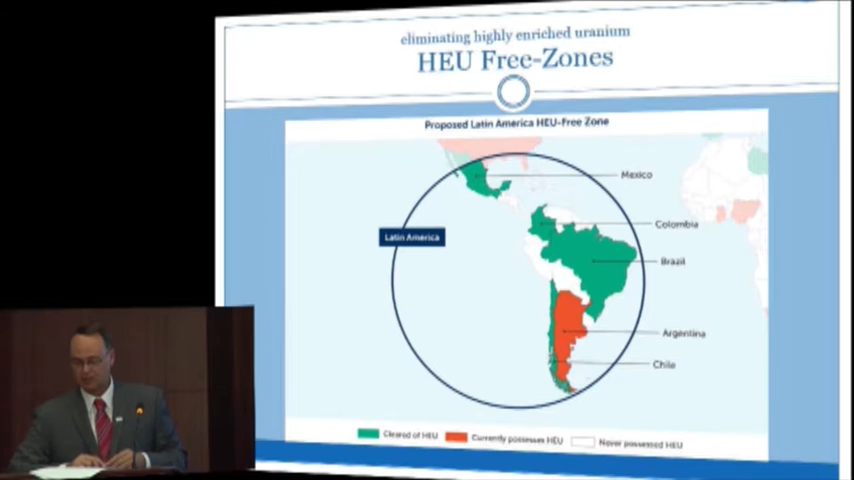 eliminating highly enriched uranium
HEU Free-Zones
Proposed Latin America HEU-Free Zone
Mexico
Colombia
Latin America
Brazil
Argentina
Chile
Cleared of HEU
Currently possesses HEU
Never possessed HEU